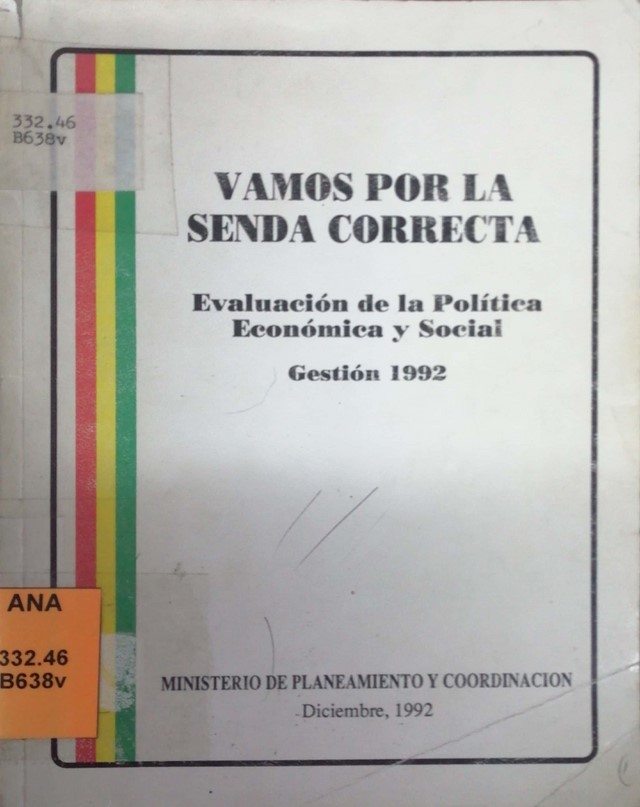 332.46
B638v
VAMOS POR LA
SENDA CORRECTA
Evaluación de la Política
Económica y Social
Gestión 1992
ANA
332.46
B638v
MINISTERIO DE PLANEAMIENTO Y COORDINACION
Diciembre, 1992